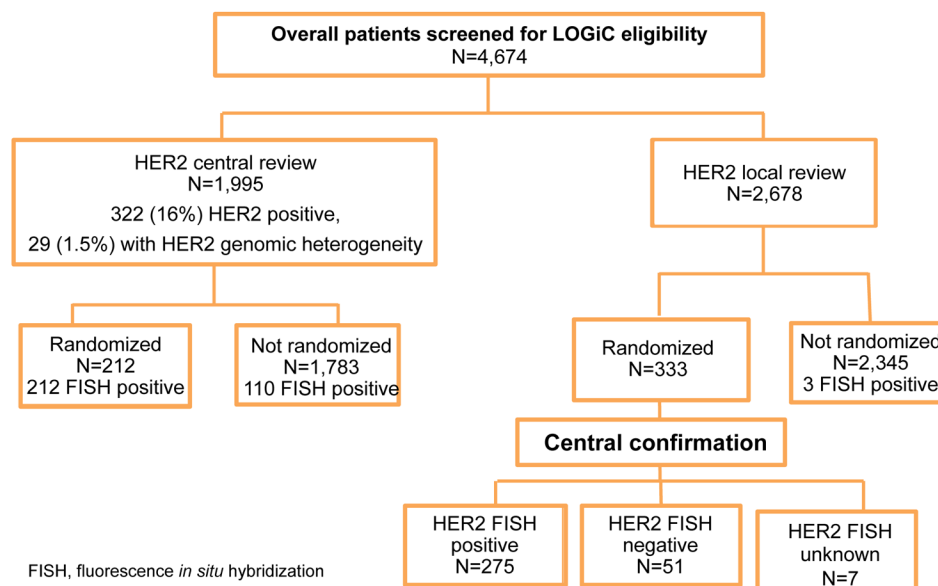 Overall patients screened for LOGiC eligibility
N=4,674
HER2 central review
N=1,995
322 (16%) HER2 positive,
29 (1.5%) with HER2 genomic heterogeneity
HER2 local review
N=2,678
Randomized
N=212
212 FISH positive
Not randomized
N=1,783
110 FISH positive
Randomized
N=333
Not randomized
N=2,345
3 FISH positive
Central confirmation
HER2 FISH
positive
N=275
HER2 FISH
negative
N=51
HER2 FISH
unknown
N=7
FISH, fluorescence in situ hybridization